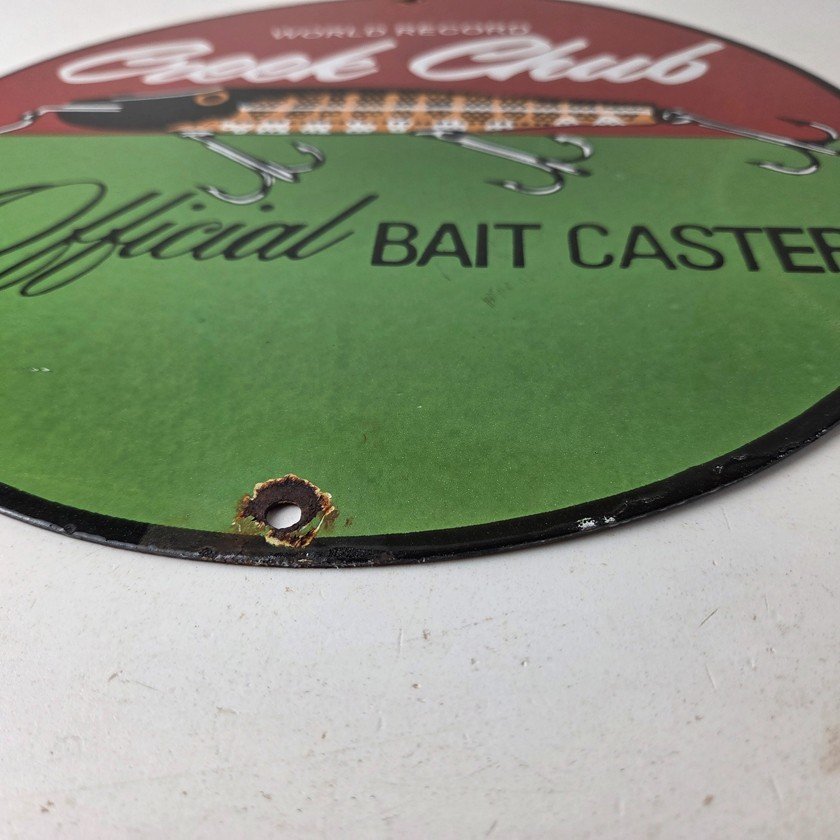 WORLD RECORD
Creek Chub
Official BAIT CASTER